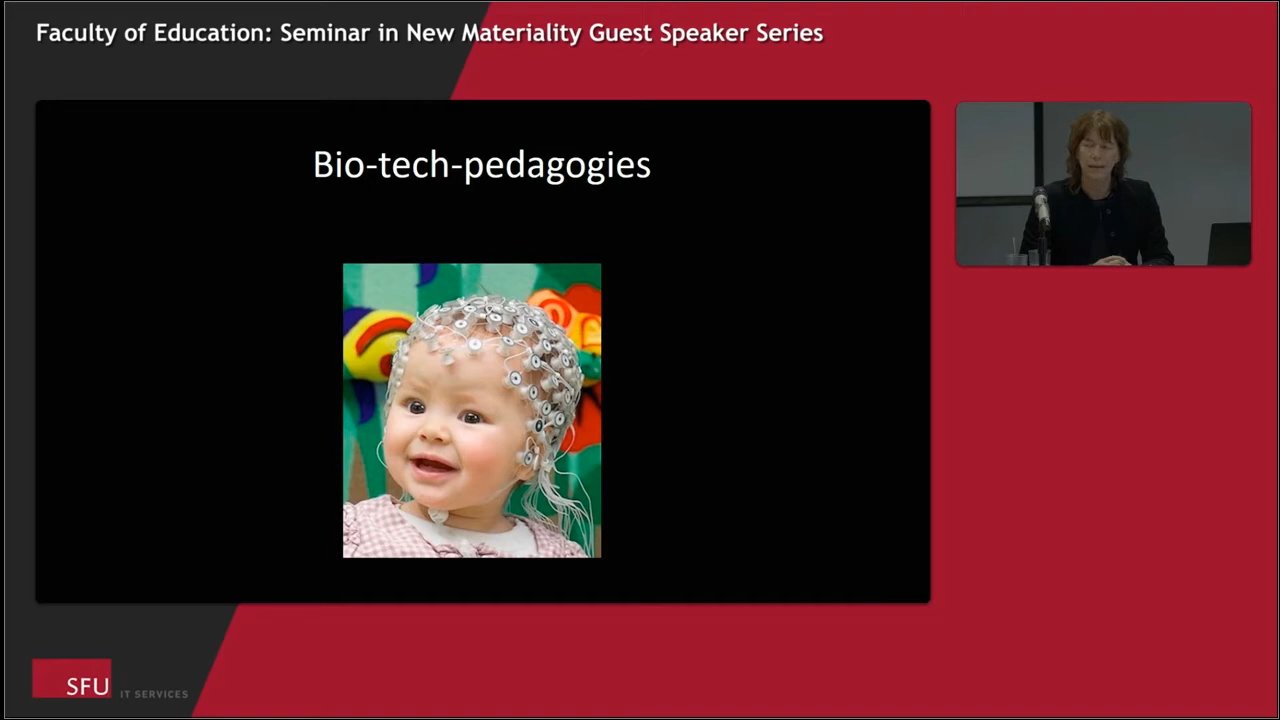 Faculty of Education: Seminar in New Materiality Guest Speaker Series
Bio-tech-pedagogies
SFU
IT SERVICES